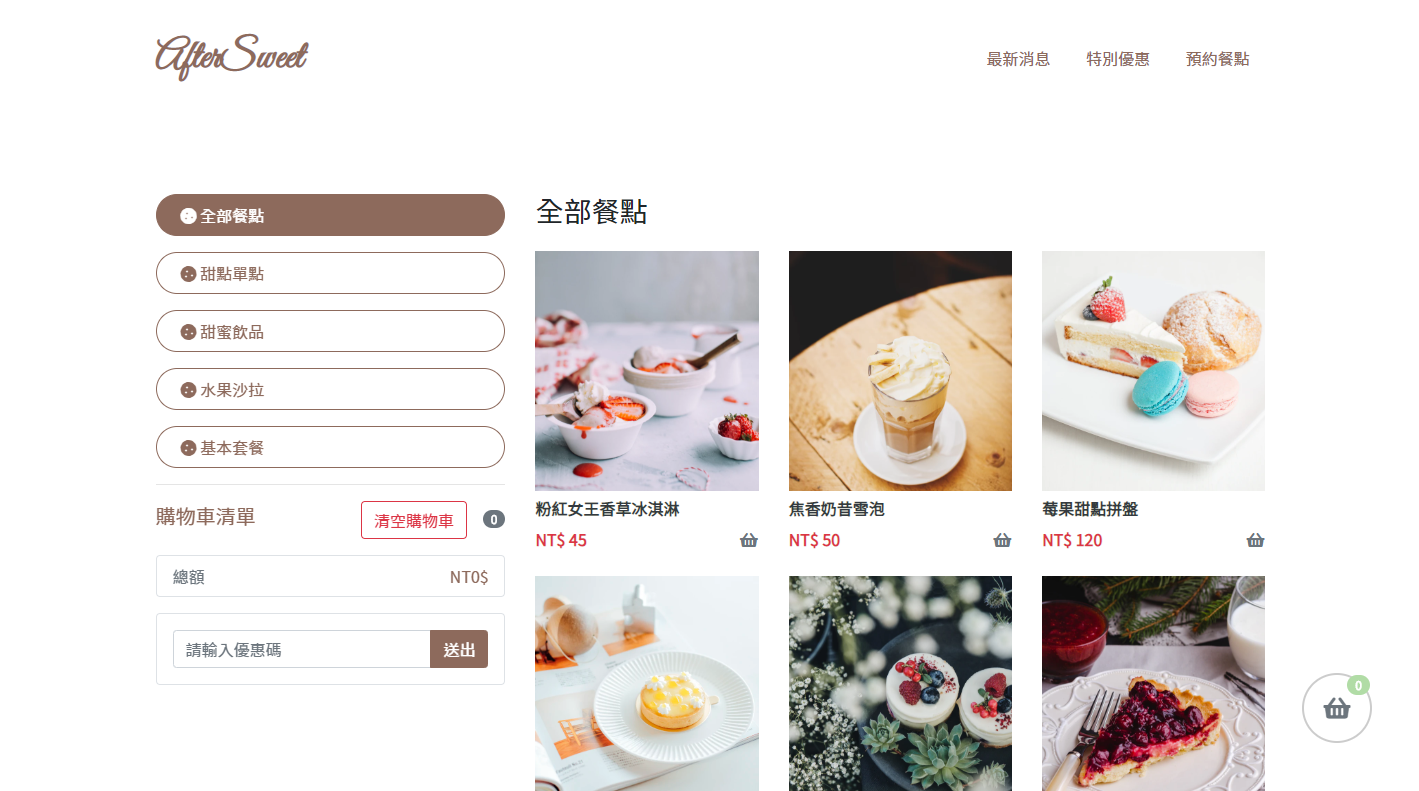 AfterSweet
最新消息
特別優惠
預約餐點
全部餐點
甜點單點
甜蜜飲品
水果沙拉
基本套餐
購物車清單
清空購物車
0
總額
NT0$
請輸入優惠碼
送出
全部餐點
粉紅女王香草冰淇淋
NT$ 45
焦香奶昔雪泡
NT$ 50
莓果甜點拼盤
NT$ 120
0